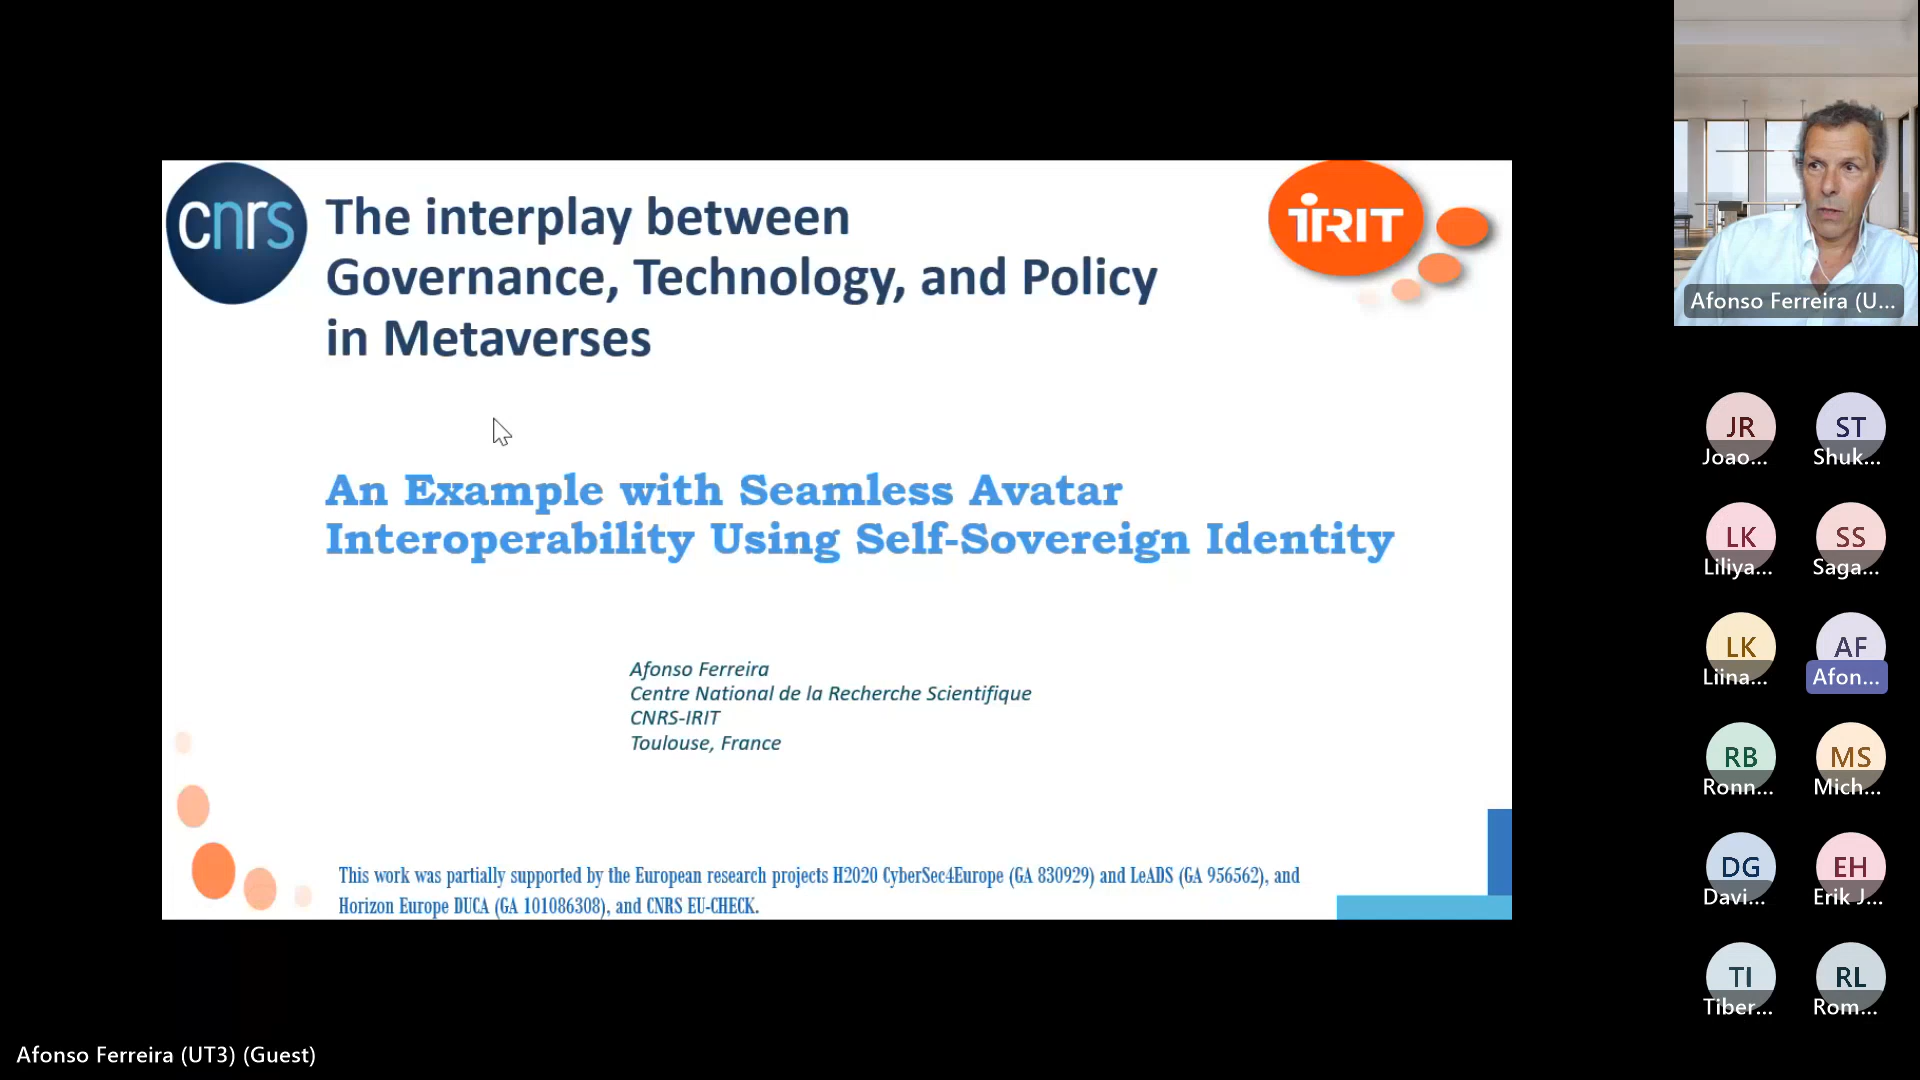 cnrs
The interplay between
Governance, Technology, and Policy
in Metaverses
IRIT
An Example with Seamless Avatar
Interoperability Using Self-Sovereign Identity
Afonso Ferreira
Centre National de la Recherche Scientifique
CNRS-IRIT
Toulouse, France
This work was partially supported by the European research projects H2020 CyberSec4Europe (GA 830929) and LeADS (GA 956562), and
Horizon Europe DUCA (GA 101086308), and CNRS EU-CHECK.
Afonso Ferreira (U...
JR
Joao...
ST
Shuk...
LK
Liliya...
SS
Saga...
LK
Liina...
AF
Afon...
RB
Ronn...
MS
Mich...
DG
Davi...
EH
Erik J...
TI
Tiber...
RL
Rom...
Afonso Ferreira (UT3) (Guest)